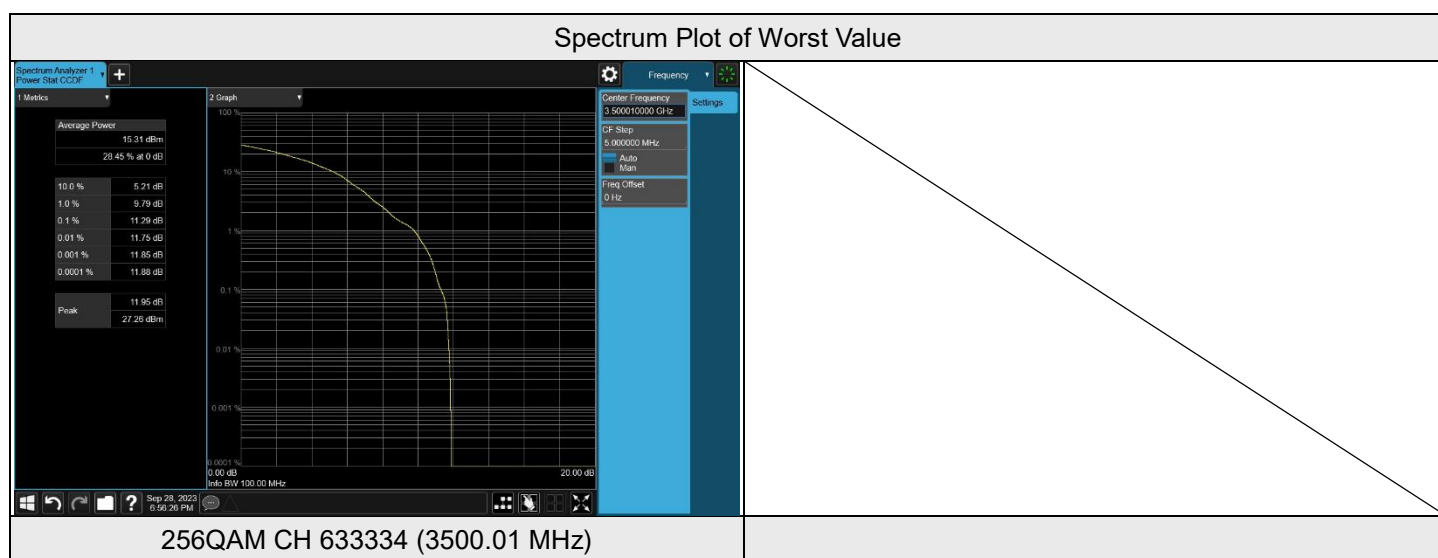 Spectrum Plot of Worst Value
Spectrum Analyzer 1
Power Stat CCDF
Frequency
1 Metrics
2 Graph
Center Frequency
3.500010000 GHz
Settings
CF Step
5.000000 MHz
Auto
Man
Freq Offset
0 Hz
Average Power
15.31 dBm
28.45 % at 0 dB
10.0 % 5.21 dB
1.0 % 9.79 dB
0.1 % 11.29 dB
0.01 % 11.75 dB
0.001 % 11.85 dB
0.0001 % 11.88 dB
Peak
11.95 dB
27.26 dBm
100 %
10 %
1 %
0.1 %
0.01 %
0.001 %
0.0001 %
0.00 dB 20.00 dB
Info BW 100.00 MHz
Sep 28, 2023
6:56:26 PM
256QAM CH 633334 (3500.01 MHz)